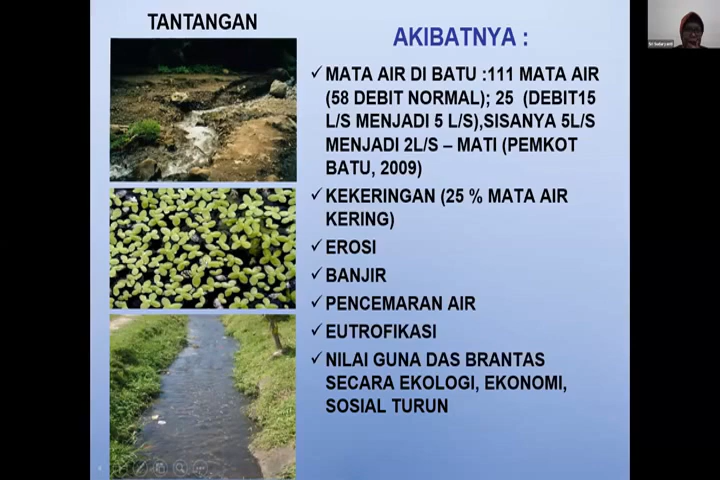 TANTANGAN
AKIBATNYA :
✓ MATA AIR DI BATU :111 MATA AIR
(58 DEBIT NORMAL); 25 (DEBIT15
L/S MENJADI 5 L/S),SISANYA 5L/S
MENJADI 2L/S – MATI (PEMKOT
BATU, 2009)
✓ KEKERINGAN (25 % MATA AIR
KERING)
✓ EROSI
✓ BANJIR
✓ PENCEMARAN AIR
✓ EUTROFIKASI
✓ NILAI GUNA DAS BRANTAS
SECARA EKOLOGI, EKONOMI,
SOSIAL TURUN
Sri Sudaryanti